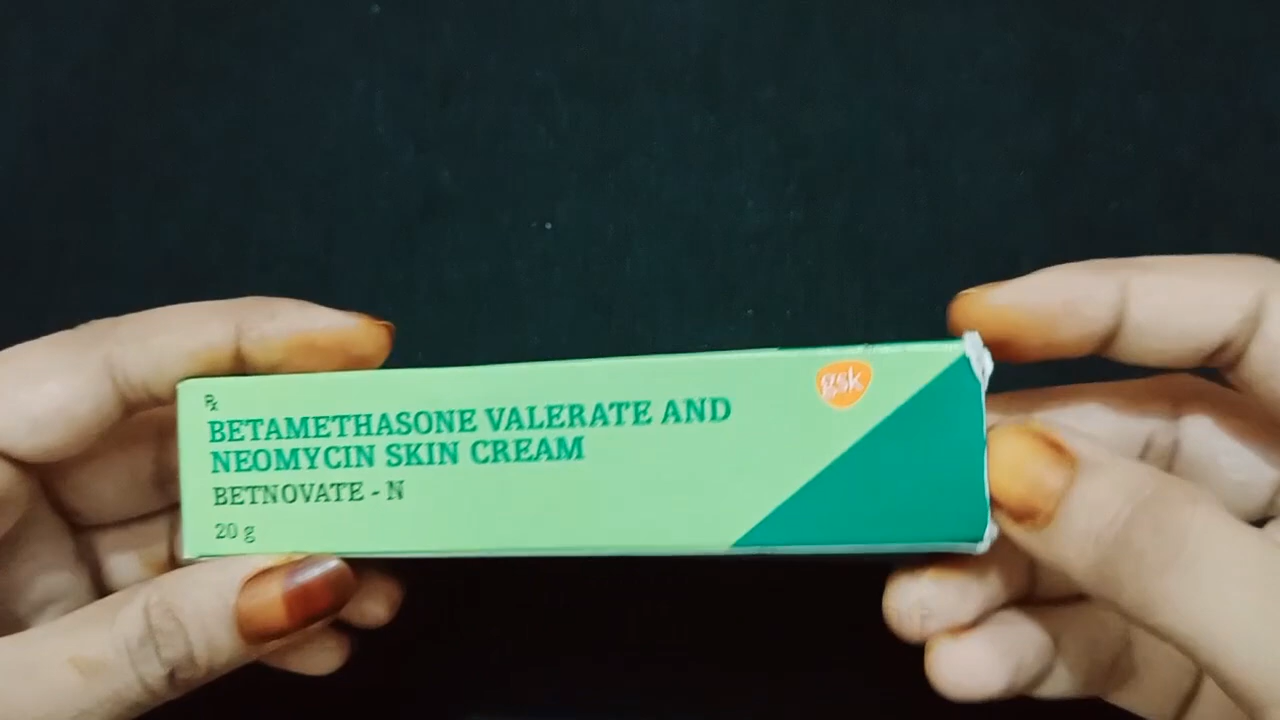 ℞
BETAMETHASONE VALERATE AND
NEOMYCIN SKIN CREAM
BETNOVATE - N
20 g
gsk